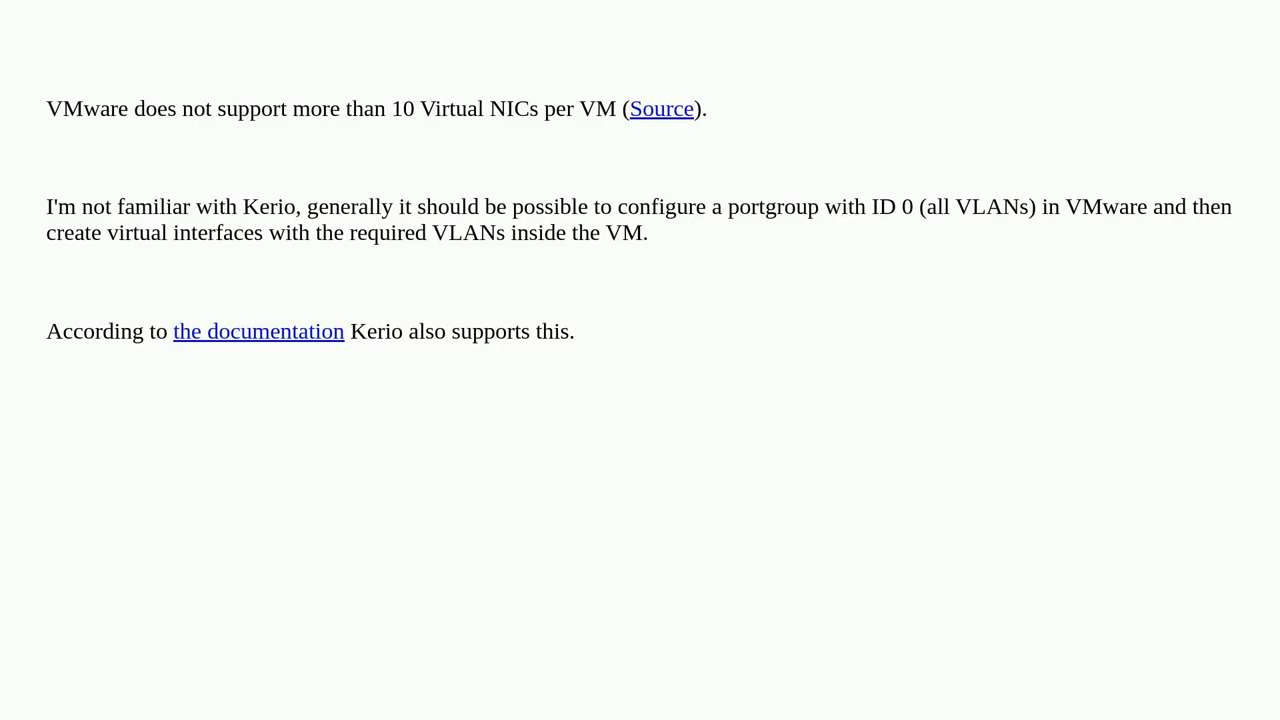 VMware does not support more than 10 Virtual NICs per VM (Source).
I'm not familiar with Kerio, generally it should be possible to configure a portgroup with ID 0 (all VLANs) in VMware and then
create virtual interfaces with the required VLANs inside the VM.
According to the documentation Kerio also supports this.